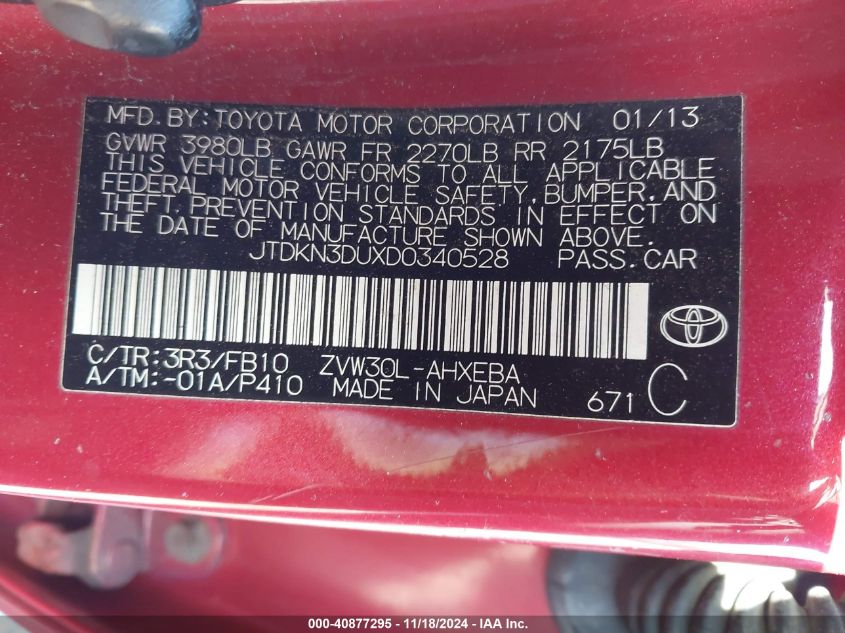 MFD.BY:TOYOTA MOTOR CORPORATION 01/13
GVWR 3980LB GAWR FR 2270LB RR 2175LB
THIS VEHICLE CONFORMS TO ALL APPLICABLE
FEDERAL MOTOR VEHICLE SAFETY,BUMPER,AND
THEFT PREVENTION STANDARDS IN EFFECT ON
THE DATE OF MANUFACTURE SHOWN ABOVE.
JTDKN3DUXD0340528 PASS.CAR
C/TR:3R3/FB10 ZVW30L-AHXEBA
A/TM:-01A/P410 MADE IN JAPAN 671 C
000-40877295 - 11/18/2024 - IAA Inc.